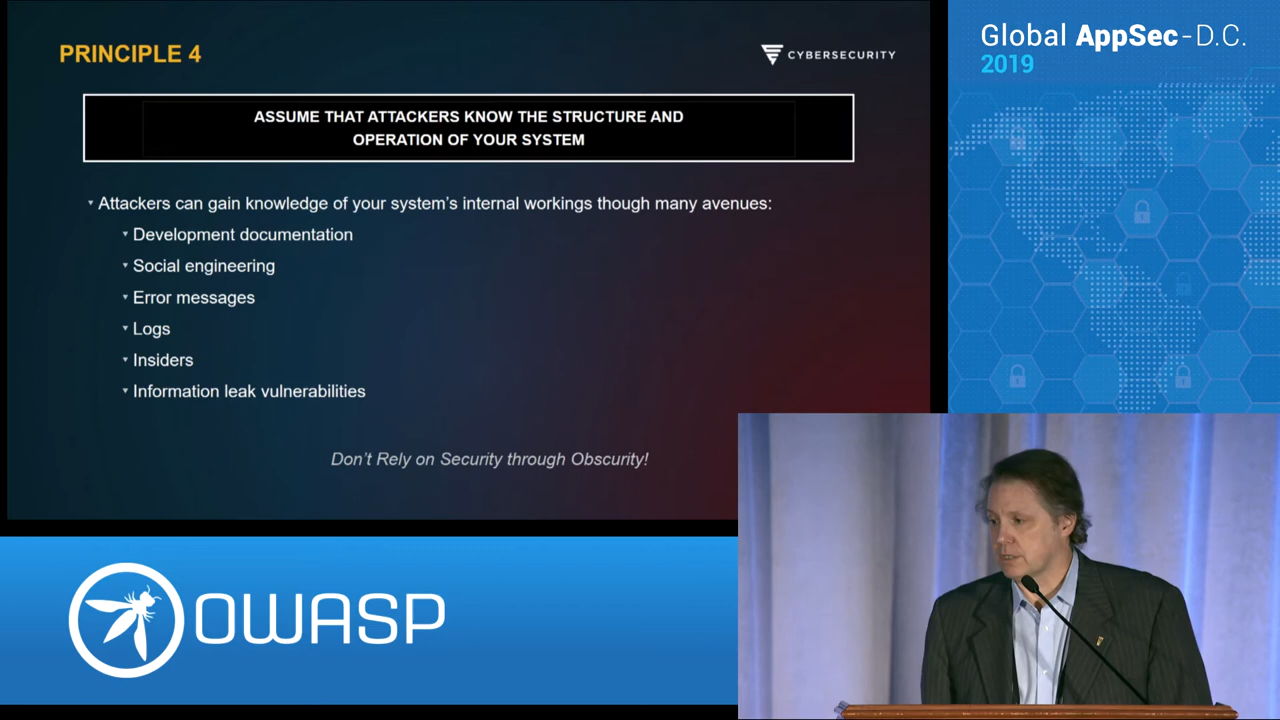 PRINCIPLE 4
CYBERSECURITY
ASSUME THAT ATTACKERS KNOW THE STRUCTURE AND
OPERATION OF YOUR SYSTEM
Attackers can gain knowledge of your system's internal workings though many avenues:
Development documentation
Social engineering
Error messages
Logs
Insiders
Information leak vulnerabilities
Don't Rely on Security through Obscurity!
Global AppSec - D.C.
2019
OWASP